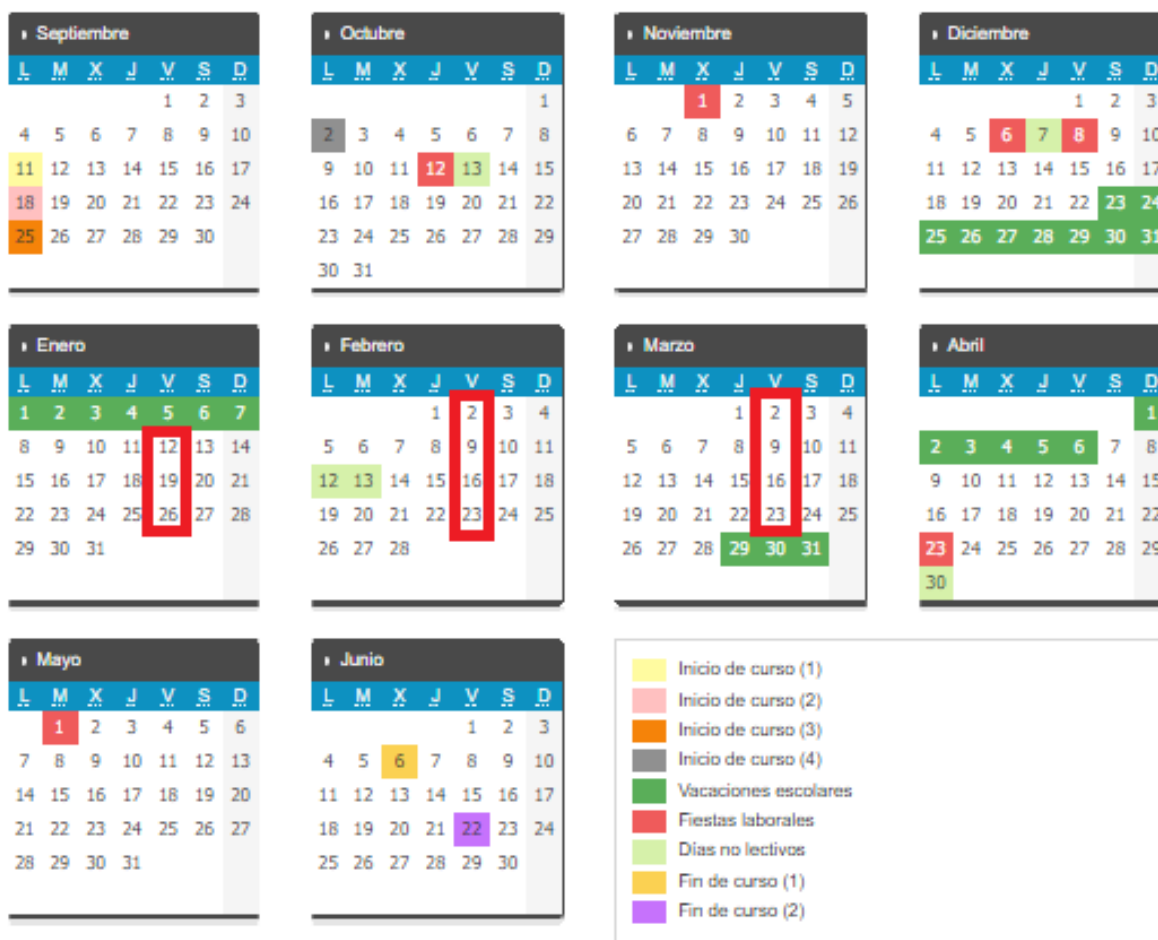 Septiembre
L M X J V S D
1 2 3
4 5 6 7 8 9 10
11 12 13 14 15 16 17
18 19 20 21 22 23 24
25 26 27 28 29 30
Octubre
L M X J V S D
1
2 3 4 5 6 7 8
9 10 11 12 13 14 15
16 17 18 19 20 21 22
23 24 25 26 27 28 29
30 31
Noviembre
L M X J V S D
1 2 3 4 5
6 7 8 9 10 11 12
13 14 15 16 17 18 19
20 21 22 23 24 25 26
27 28 29 30
Diciembre
L M X J V S D
1 2 3
4 5 6 7 8 9 10
11 12 13 14 15 16 17
18 19 20 21 22 23 24
25 26 27 28 29 30 31
Enero
L M X J V S D
1 2 3 4 5 6 7
8 9 10 11 12 13 14
15 16 17 18 19 20 21
22 23 24 25 26 27 28
29 30 31
Febrero
L M X J V S D
1 2 3 4
5 6 7 8 9 10 11
12 13 14 15 16 17 18
19 20 21 22 23 24 25
26 27 28
Marzo
L M X J V S D
1 2 3 4
5 6 7 8 9 10 11
12 13 14 15 16 17 18
19 20 21 22 23 24 25
26 27 28 29 30 31
Abril
L M X J V S D
1
2 3 4 5 6 7 8
9 10 11 12 13 14 15
16 17 18 19 20 21 22
23 24 25 26 27 28 29
30
Mayo
L M X J V S D
1 2 3 4 5 6
7 8 9 10 11 12 13
14 15 16 17 18 19 20
21 22 23 24 25 26 27
28 29 30 31
Junio
L M X J V S D
1 2 3
4 5 6 7 8 9 10
11 12 13 14 15 16 17
18 19 20 21 22 23 24
25 26 27 28 29 30
Inicio de curso (1)
Inicio de curso (2)
Inicio de curso (3)
Inicio de curso (4)
Vacaciones escolares
Fiestas laborales
Días no lectivos
Fin de curso (1)
Fin de curso (2)